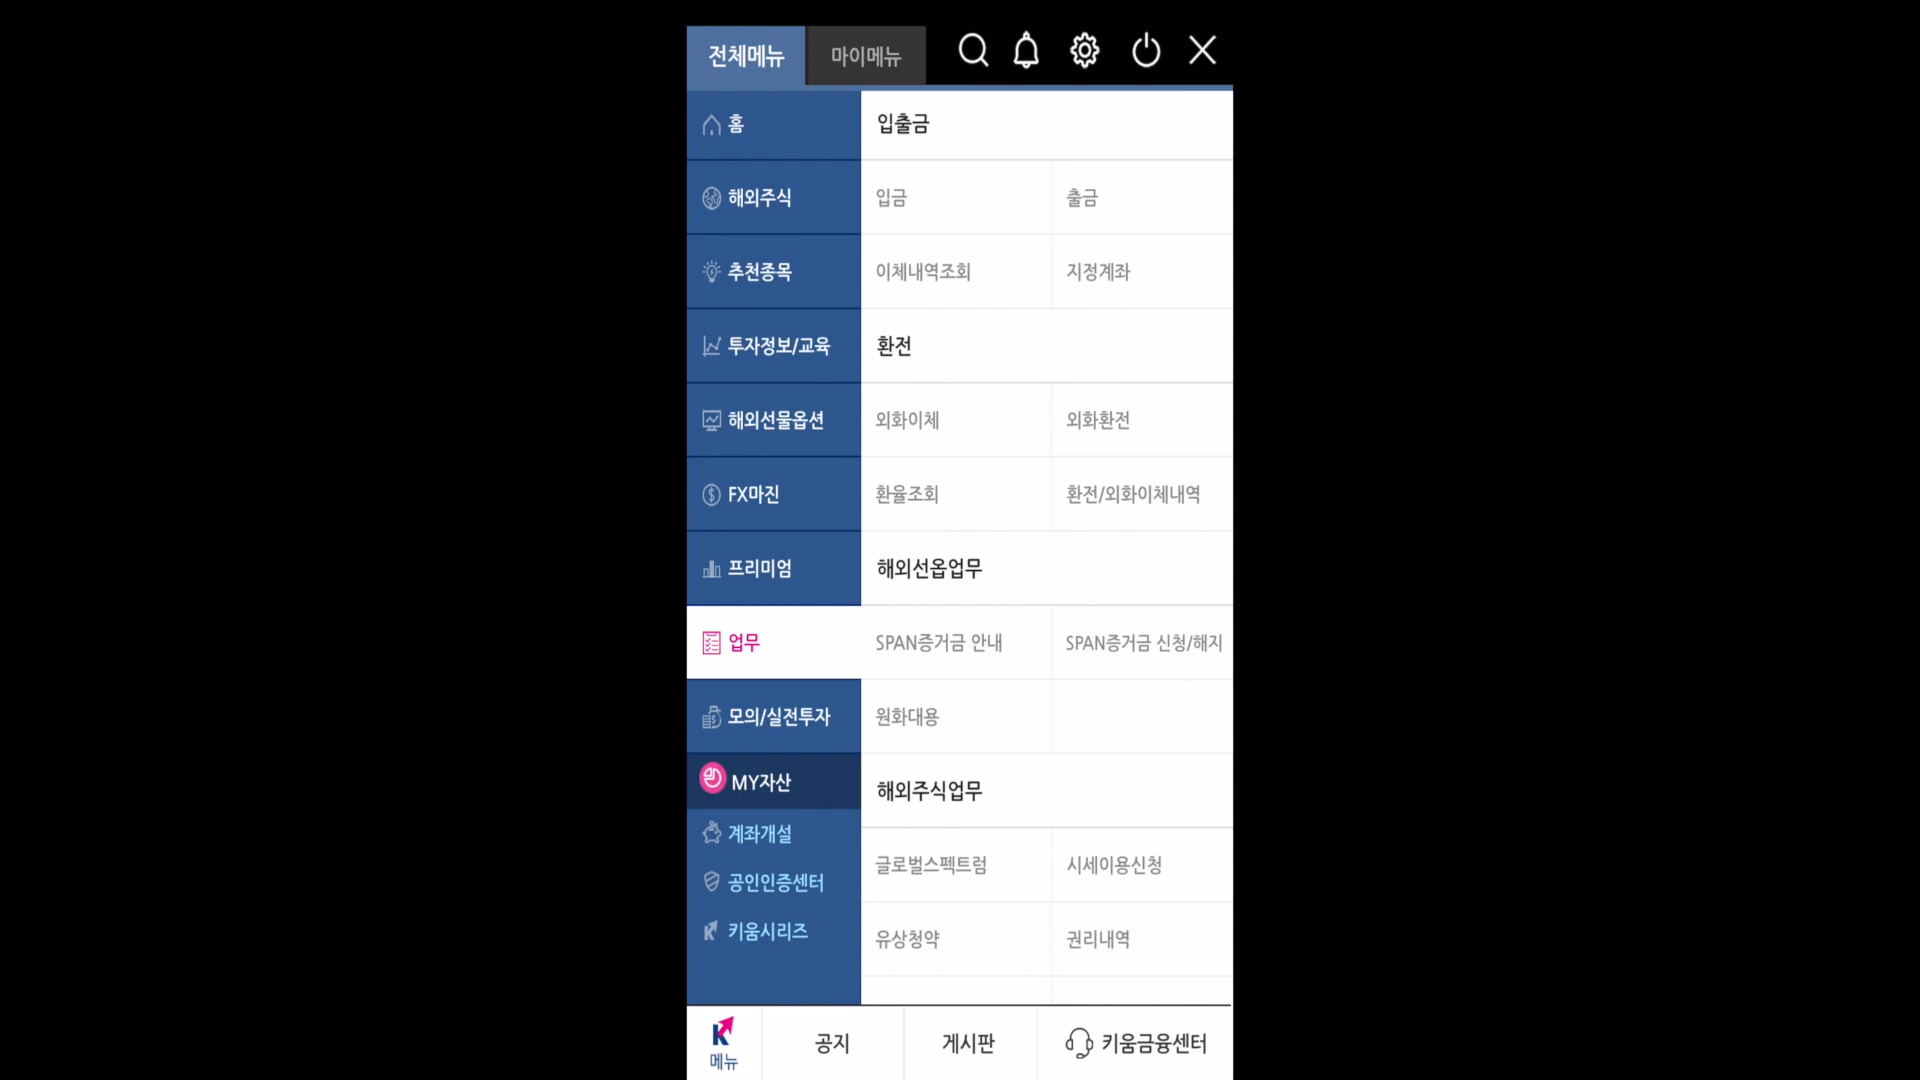 전체메뉴 마이메뉴
홈
해외주식
추천종목
투자정보/교육
해외선물옵션
FX마진
프리미엄
업무
모의/실전투자
MY자산
계좌개설
공인인증센터
키움시리즈
입출금
입금 출금
이체내역조회 지정계좌
환전
외화이체 외화환전
환율조회 환전/외화이체내역
해외선옵업무
SPAN증거금 안내 SPAN증거금 신청/해지
원화대용
해외주식업무
글로벌스펙트럼 시세이용신청
유상청약 권리내역
메뉴 공지 게시판 키움금융센터